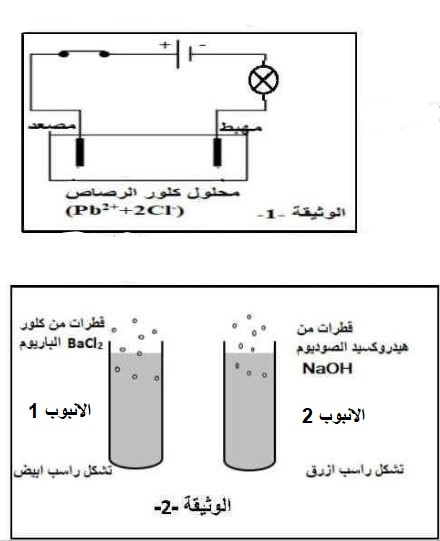 + -
مصعد
مهبط
محلول كلور الرصاص
(Pb²⁺+2Cl⁻)
الوثيقة -1-
قطرات من كلور
الباريوم BaCl₂
قطرات من
هيدروكسيد الصوديوم
NaOH
الانبوب 1
الانبوب 2
تشكل راسب ابيض
تشكل راسب ازرق
الوثيقة -2-